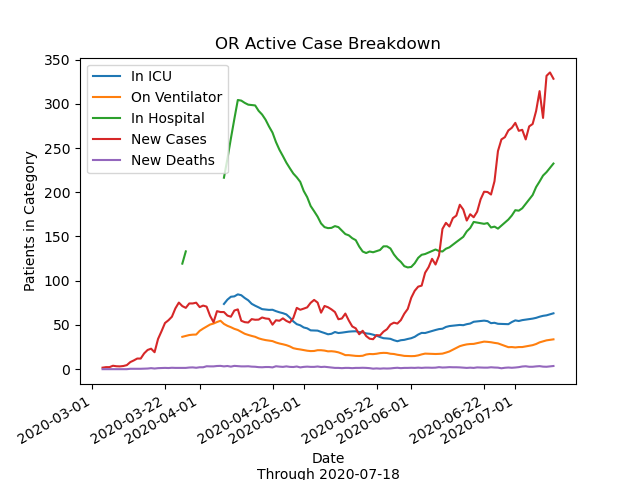 OR Active Case Breakdown
350
300
250
200
150
100
50
0
Patients in Category
In ICU
On Ventilator
In Hospital
New Cases
New Deaths
2020-03-01
2020-03-22
2020-04-01
2020-04-22
2020-05-01
2020-05-22
2020-06-01
2020-06-22
2020-07-01
Date
Through 2020-07-18